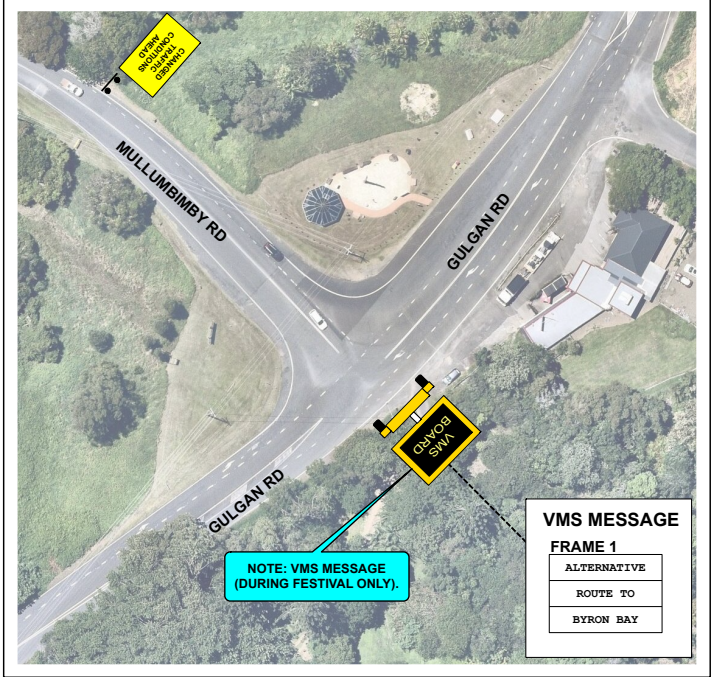 CHANGED
TRAFFIC
CONDITIONS
AHEAD
MULLUMBIMBY RD
GULGAN RD
VMS
BOARD
GULGAN RD
NOTE: VMS MESSAGE
(DURING FESTIVAL ONLY).
VMS MESSAGE
FRAME 1
ALTERNATIVE
ROUTE TO
BYRON BAY